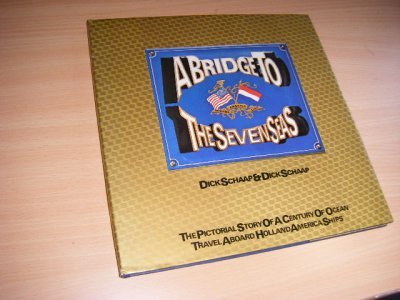 A BRIDGE TO
THE SEVEN SEAS
DICK SCHAAP & DICK SCHAAP
THE PICTORIAL STORY OF A CENTURY OF OCEAN
TRAVEL ABOARD HOLLAND AMERICA SHIPS